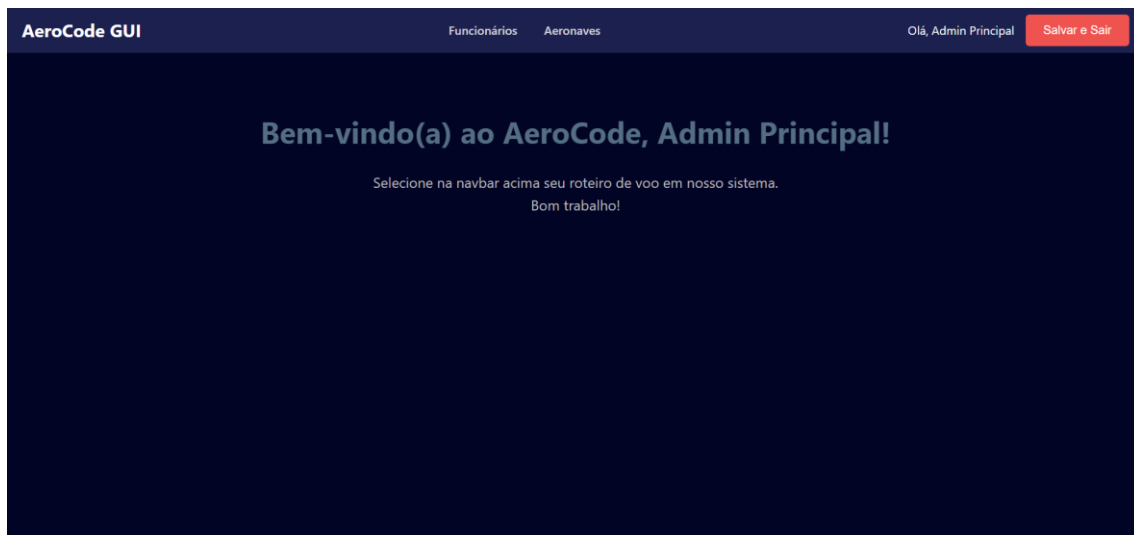 AeroCode GUI
Funcionários
Aeronaves
Olá, Admin Principal
Salvar e Sair
Bem-vindo(a) ao AeroCode, Admin Principal!
Selecione na navbar acima seu roteiro de voo em nosso sistema.
Bom trabalho!